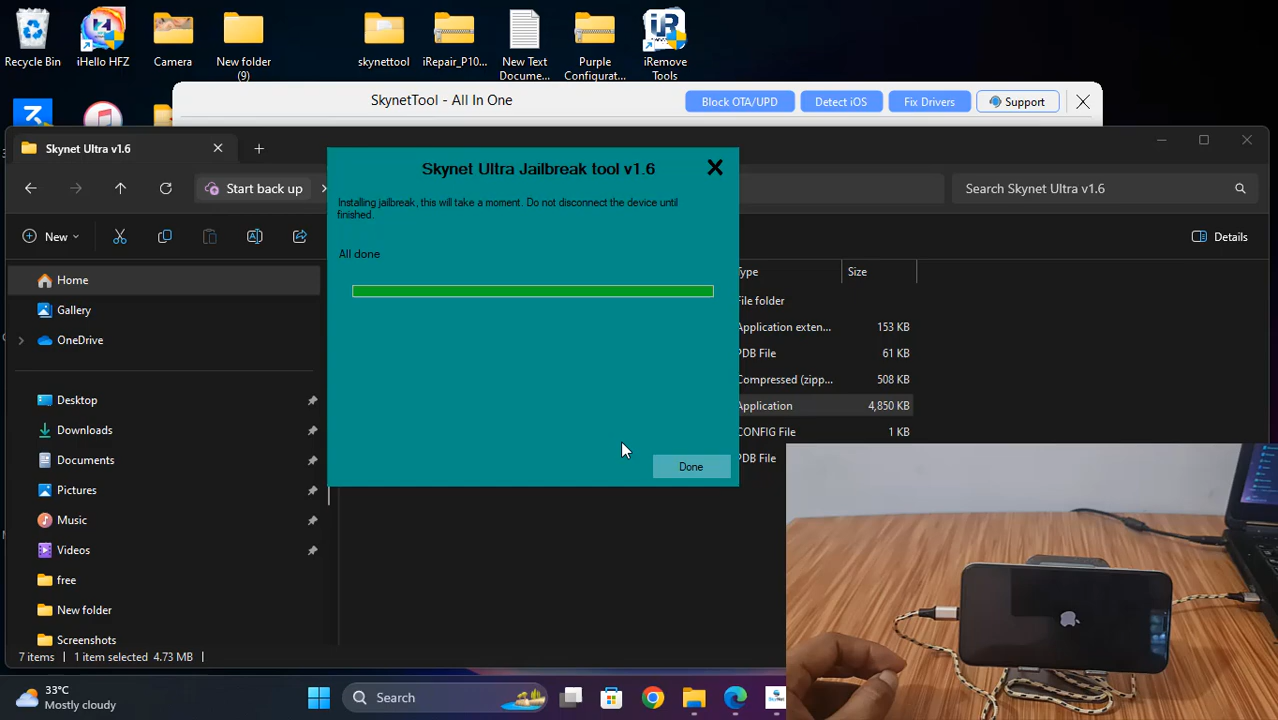 Recycle Bin
iHello HFZ
Camera
New folder
(9)
skynettool
iRepair_P10...
New Text
Docume...
Purple
Configurat...
iRemove
Tools
SkynetTool - All In One
Block OTA/UPD
Detect iOS
Fix Drivers
Support
Skynet Ultra v1.6
Start back up
Search Skynet Ultra v1.6
New
Details
Skynet Ultra Jailbreak tool v1.6
Installing jailbreak, this will take a moment. Do not disconnect the device until
finished.
All done
Done
Home
Gallery
OneDrive
Desktop
Downloads
Documents
Pictures
Music
Videos
free
New folder
Screenshots
Type
Size
File folder
Application exten...
153 KB
PDB File
61 KB
Compressed (zipp...
508 KB
Application
4,850 KB
CONFIG File
1 KB
PDB File
7 items
1 item selected 4.73 MB
33°C
Mostly cloudy
Search